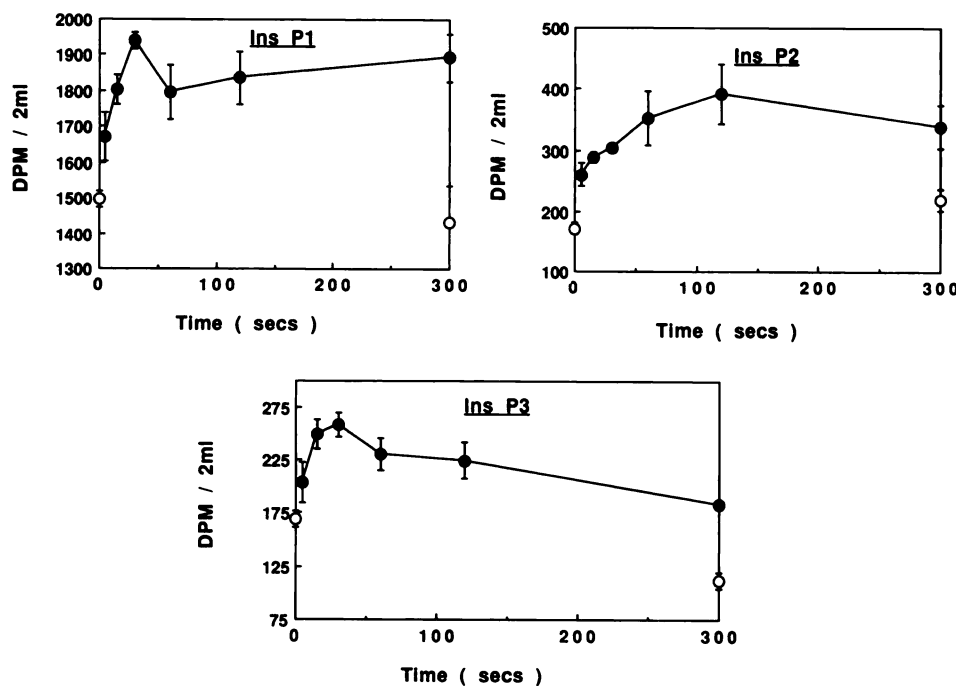 Ins P1
2000
1900
1800
1700
1600
1500
1400
1300
DPM / 2ml
0 100 200 300
Time ( secs )
Ins P2
500
400
300
200
100
DPM / 2ml
0 100 200 300
Time ( secs )
Ins P3
275
225
175
125
75
DPM / 2ml
0 100 200 300
Time ( secs )